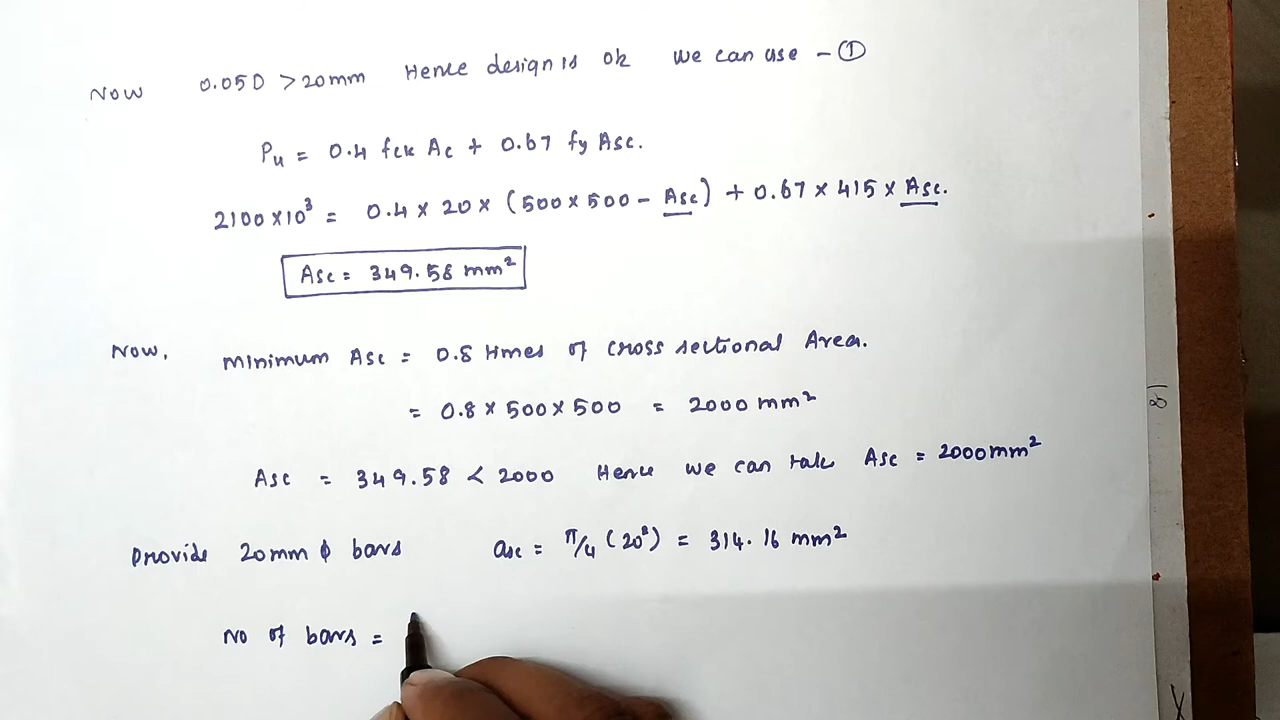 Now 0.05D > 20mm Hence design is ok we can use - ①
Pu = 0.4 fck Ac + 0.67 fy Asc.
2100 × 10³ = 0.4 × 20 × (500 × 500 - Asc) + 0.67 × 415 × Asc.
Asc = 349.58 mm²
Now, Minimum Asc = 0.8 times of cross sectional Area.
= 0.8 × 500 × 500 = 2000 mm²
Asc = 349.58 < 2000 Hence we can take Asc = 2000mm²
Provide 20mm ϕ bars asc = π/4 (20²) = 314.16 mm²
No of bars =